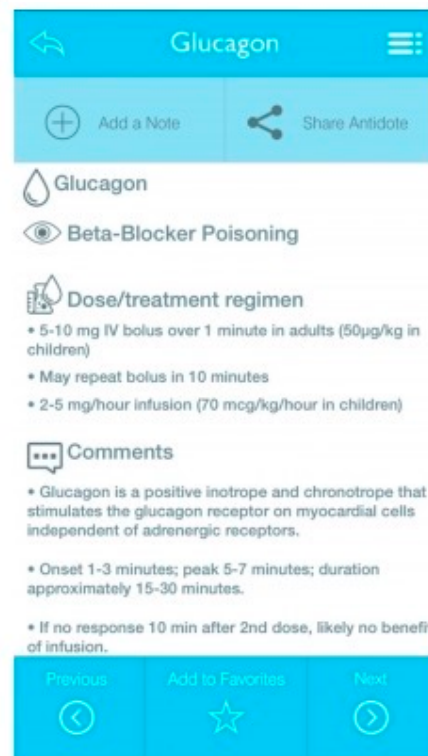 Glucagon
Add a Note
Share Antidote
Glucagon
Beta-Blocker Poisoning
Dose/treatment regimen
• 5-10 mg IV bolus over 1 minute in adults (50µg/kg in
children)
• May repeat bolus in 10 minutes
• 2-5 mg/hour infusion (70 mcg/kg/hour in children)
Comments
• Glucagon is a positive inotrope and chronotrope that
stimulates the glucagon receptor on myocardial cells
independent of adrenergic receptors.
• Onset 1-3 minutes; peak 5-7 minutes; duration
approximately 15-30 minutes.
• If no response 10 min after 2nd dose, likely no benefit
of infusion.
Previous
Add to Favorites
Next